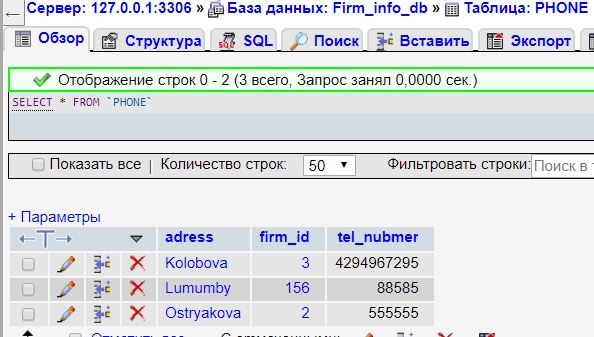 Сервер: 127.0.0.1:3306 » База данных: Firm_info_db » Таблица: PHONE
Обзор Структура SQL Поиск Вставить Экспорт
Отображение строк 0 - 2 (3 всего, Запрос занял 0,0000 сек.)
SELECT * FROM `PHONE`
Показать все | Количество строк: 50 Фильтровать строки: Поиск в
+ Параметры
←T→ adress firm_id tel_nubmer
Kolobova 3 4294967295
Lumumby 156 88585
Ostryakova 2 555555